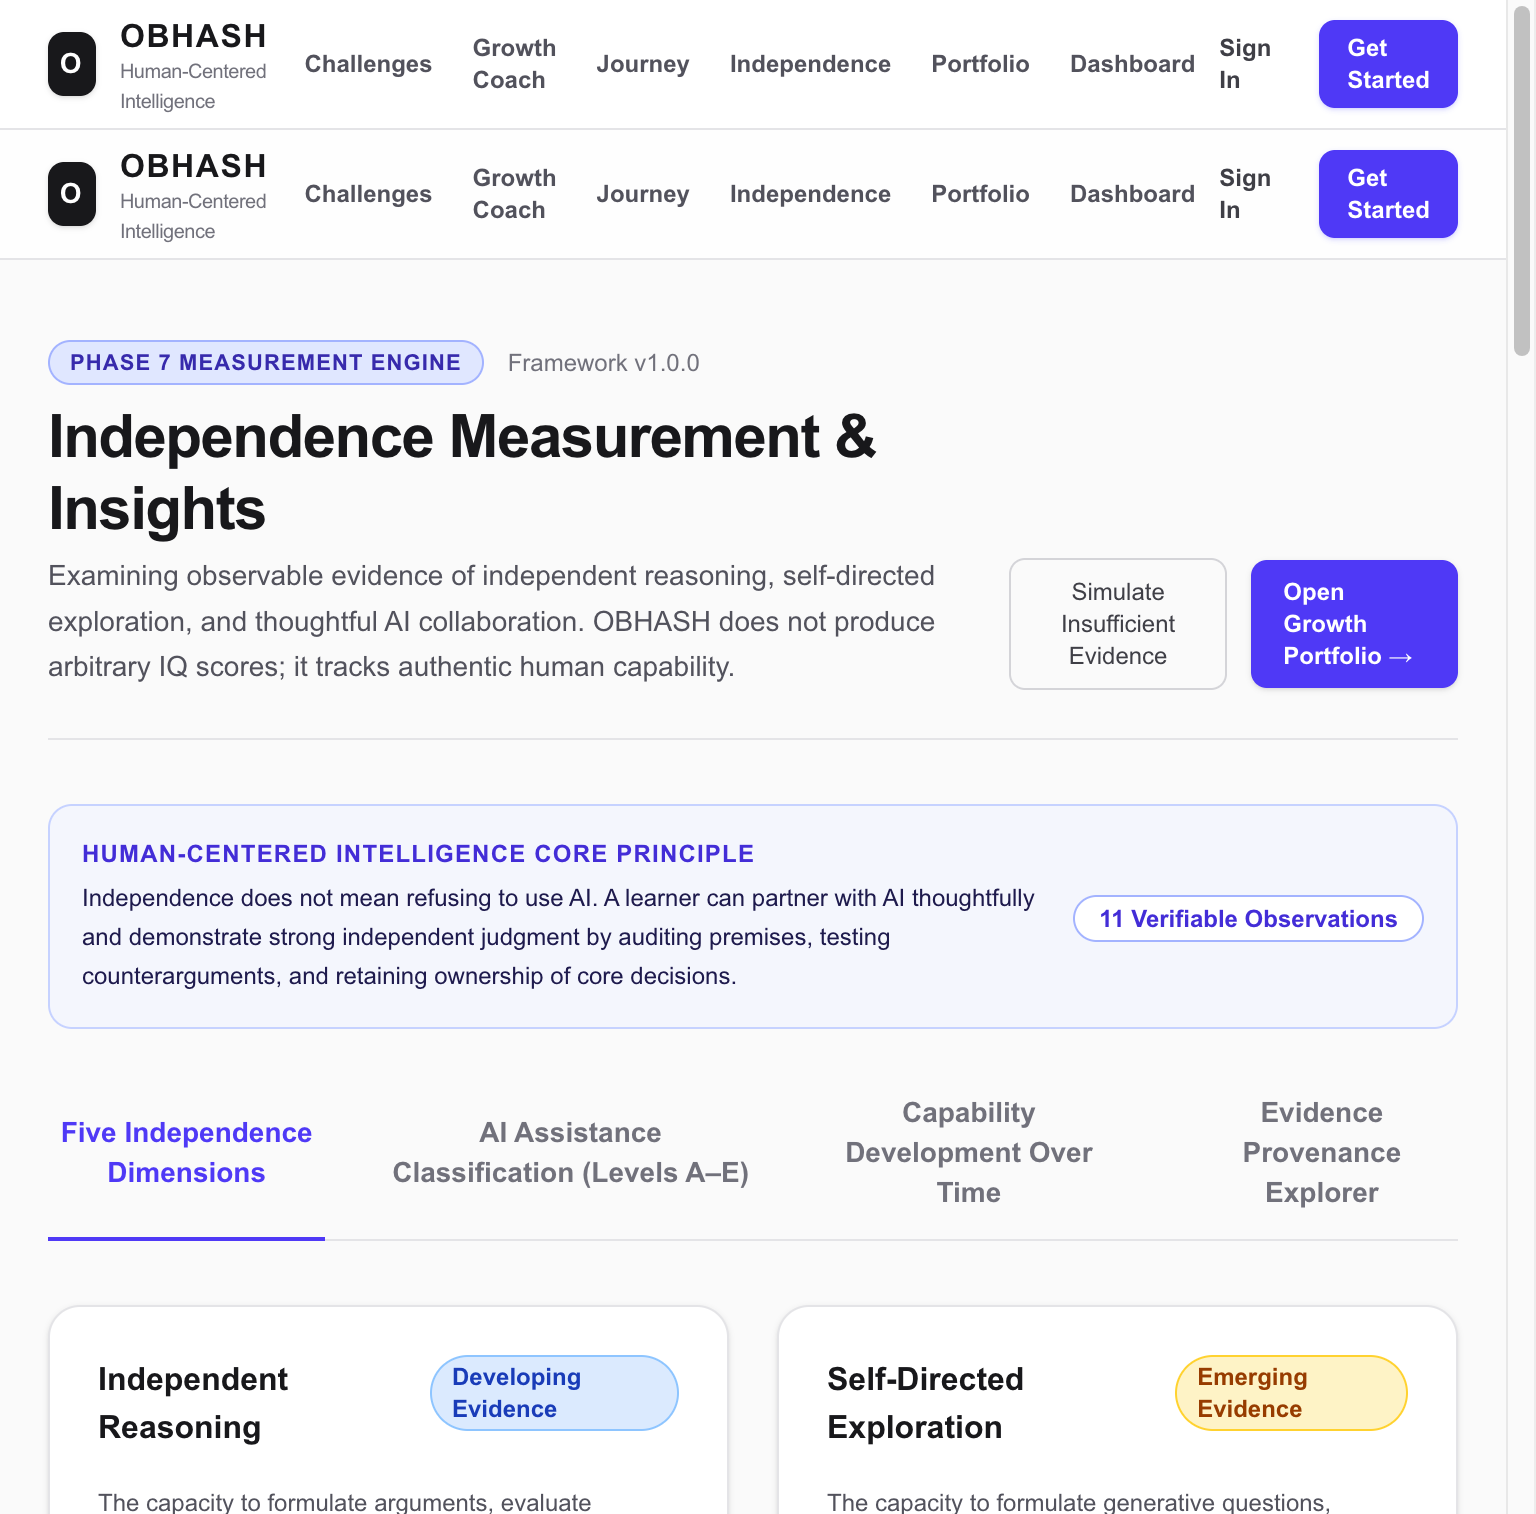 O
OBHASH
Human-Centered
Intelligence
Challenges
Growth
Coach
Journey
Independence
Portfolio
Dashboard
Sign
In
Get
Started
O
OBHASH
Human-Centered
Intelligence
Challenges
Growth
Coach
Journey
Independence
Portfolio
Dashboard
Sign
In
Get
Started
PHASE 7 MEASUREMENT ENGINE
Framework v1.0.0
Independence Measurement &
Insights
Examining observable evidence of independent reasoning, self-directed
exploration, and thoughtful AI collaboration. OBHASH does not produce
arbitrary IQ scores; it tracks authentic human capability.
Simulate
Insufficient
Evidence
Open
Growth
Portfolio →
HUMAN-CENTERED INTELLIGENCE CORE PRINCIPLE
Independence does not mean refusing to use AI. A learner can partner with AI thoughtfully
and demonstrate strong independent judgment by auditing premises, testing
counterarguments, and retaining ownership of core decisions.
11 Verifiable Observations
Five Independence
Dimensions
AI Assistance
Classification (Levels A–E)
Capability
Development Over
Time
Evidence
Provenance
Explorer
Independent
Reasoning
Developing
Evidence
The capacity to formulate arguments, evaluate
Self-Directed
Exploration
Emerging
Evidence
The capacity to formulate generative questions,